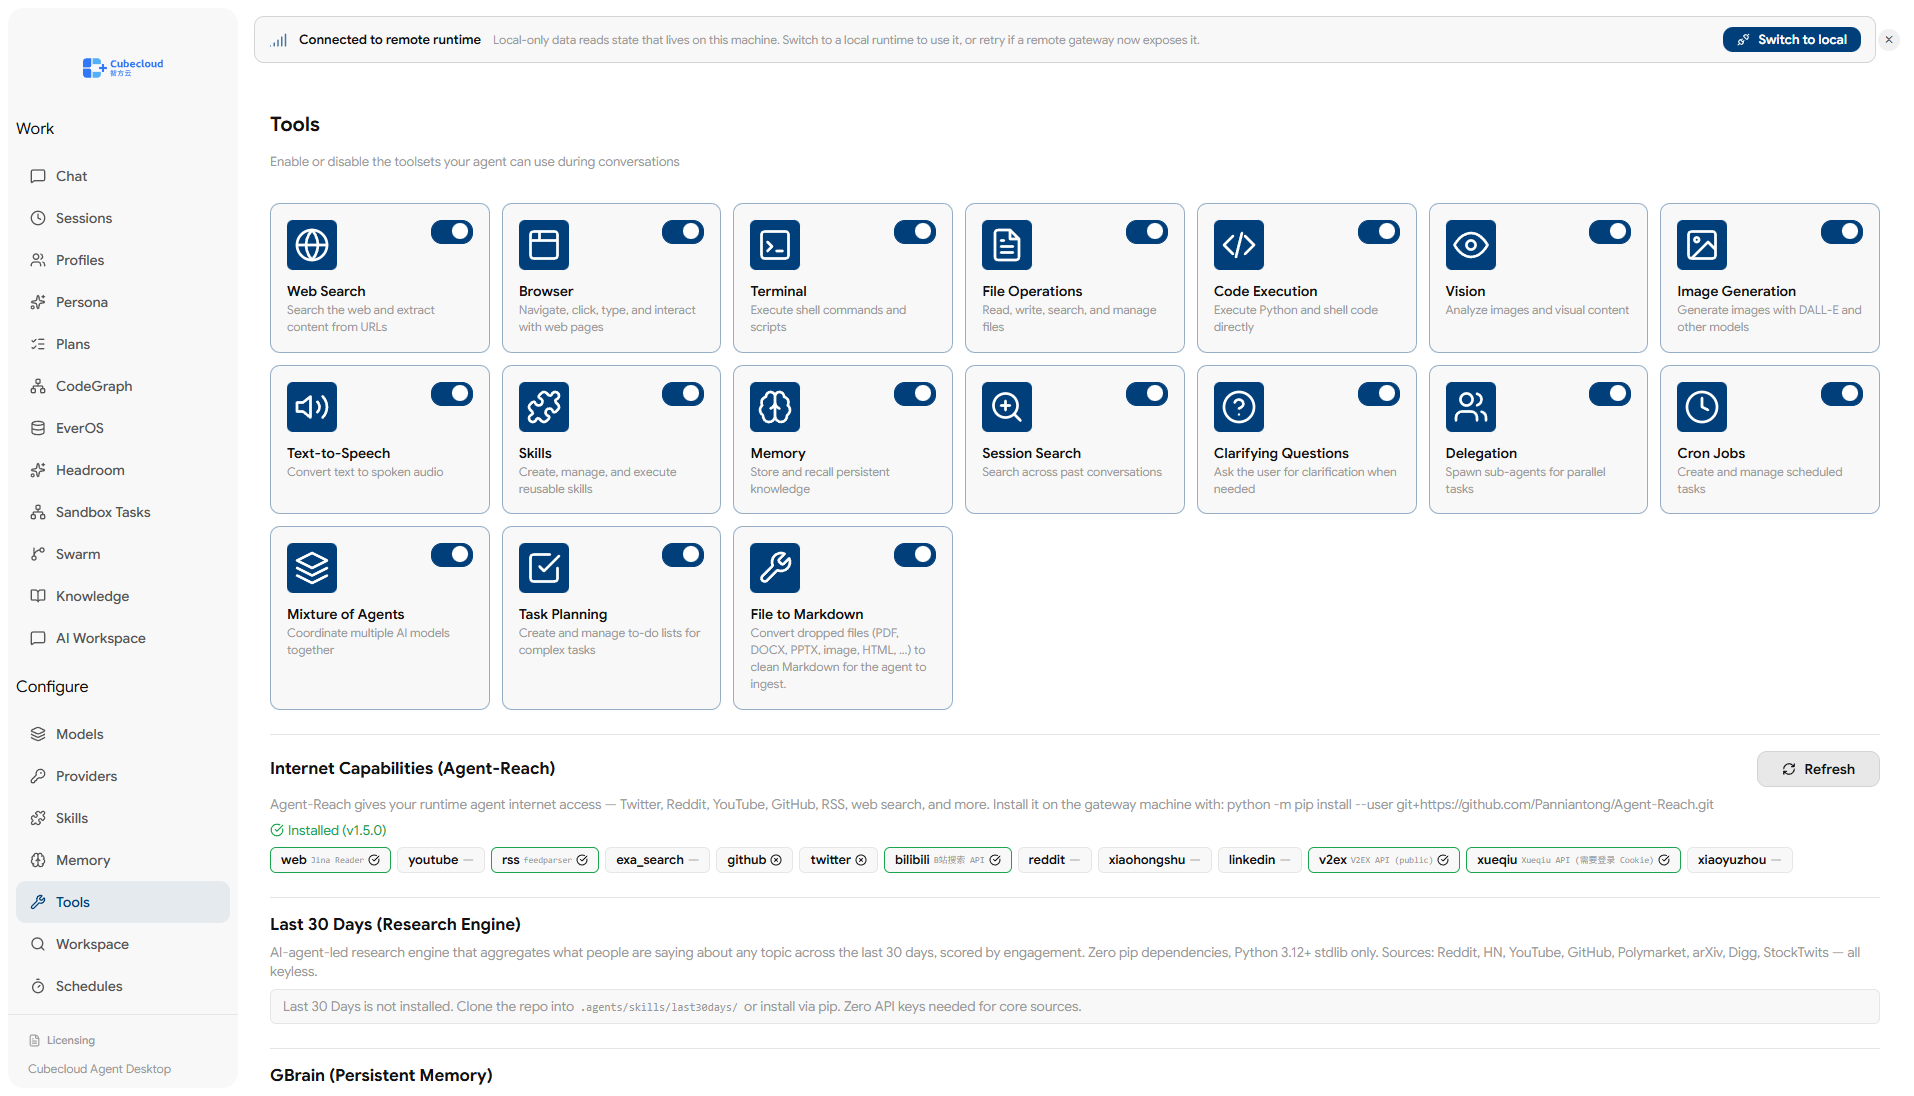 Cubecloud
智方云
Work
Chat
Sessions
Profiles
Persona
Plans
CodeGraph
EverOS
Headroom
Sandbox Tasks
Swarm
Knowledge
AI Workspace
Configure
Models
Providers
Skills
Memory
Tools
Workspace
Schedules
Licensing
Cubecloud Agent Desktop
Connected to remote runtime Local-only data reads state that lives on this machine. Switch to a local runtime to use it, or retry if a remote gateway now exposes it.
Switch to local
Tools
Enable or disable the toolsets your agent can use during conversations
Web Search
Search the web and extract
content from URLs
Browser
Navigate, click, type, and interact
with web pages
Terminal
Execute shell commands and
scripts
File Operations
Read, write, search, and manage
files
Code Execution
Execute Python and shell code
directly
Vision
Analyze images and visual content
Image Generation
Generate images with DALL-E and
other models
Text-to-Speech
Convert text to spoken audio
Skills
Create, manage, and execute
reusable skills
Memory
Store and recall persistent
knowledge
Session Search
Search across past conversations
Clarifying Questions
Ask the user for clarification when
needed
Delegation
Spawn sub-agents for parallel
tasks
Cron Jobs
Create and manage scheduled
tasks
Mixture of Agents
Coordinate multiple AI models
together
Task Planning
Create and manage to-do lists for
complex tasks
File to Markdown
Convert dropped files (PDF,
DOCX, PPTX, image, HTML, ...) to
clean Markdown for the agent to
ingest.
Internet Capabilities (Agent-Reach)
Refresh
Agent-Reach gives your runtime agent internet access — Twitter, Reddit, YouTube, GitHub, RSS, web search, and more. Install it on the gateway machine with: python -m pip install --user git+https://github.com/Panniantong/Agent-Reach.git
Installed (v1.5.0)
web Jina Reader
youtube —
rss feedparser
exa_search —
github
twitter
bilibili B站搜索 API
reddit —
xiaohongshu —
linkedin —
v2ex V2EX API (public)
xueqiu Xueqiu API (需要登录 Cookie)
xiaoyuzhou —
Last 30 Days (Research Engine)
AI-agent-led research engine that aggregates what people are saying about any topic across the last 30 days, scored by engagement. Zero pip dependencies, Python 3.12+ stdlib only. Sources: Reddit, HN, YouTube, GitHub, Polymarket, arXiv, Digg, StockTwits — all
keyless.
Last 30 Days is not installed. Clone the repo into .agents/skills/last30days/ or install via pip. Zero API keys needed for core sources.
GBrain (Persistent Memory)